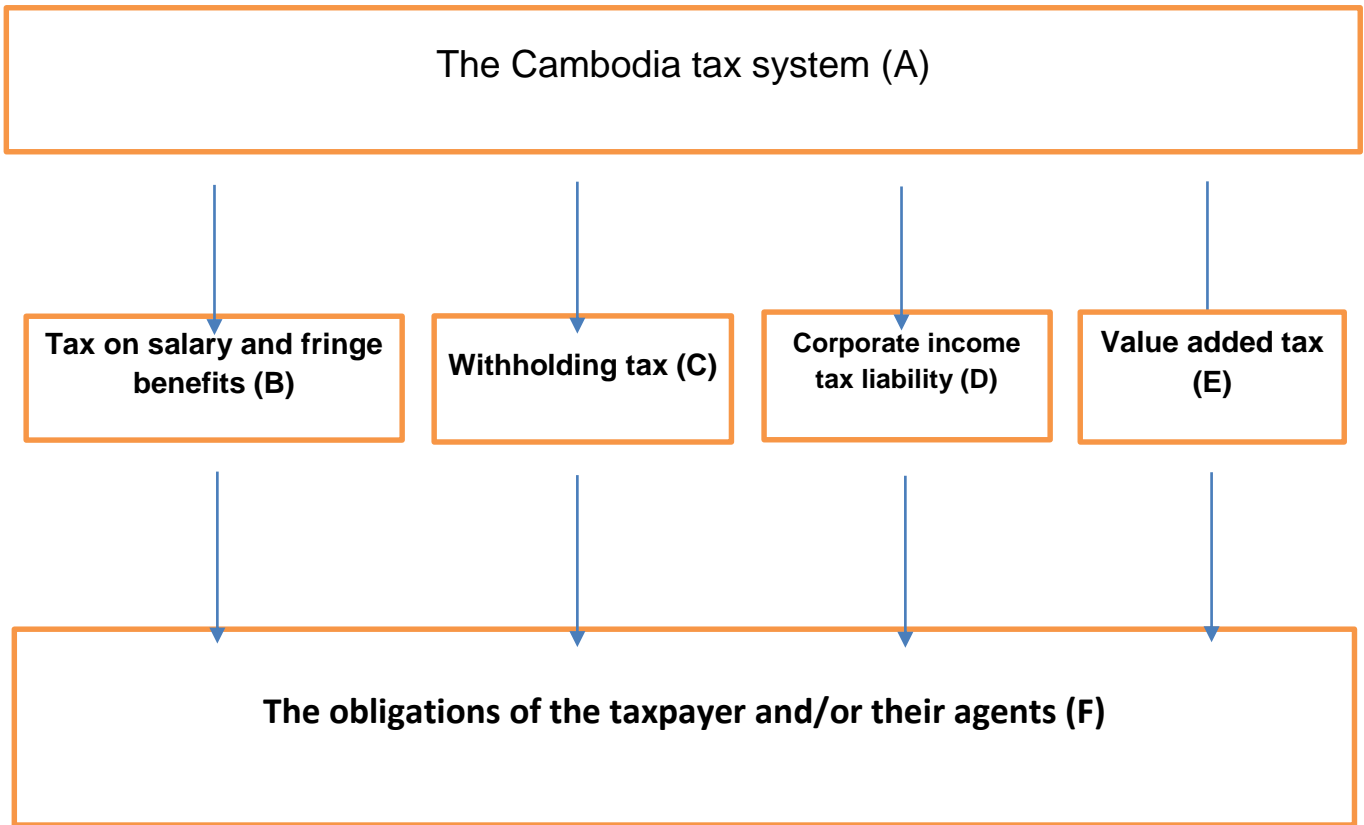 The Cambodia tax system (A)
Tax on salary and fringe
benefits (B)
Withholding tax (C)
Corporate income
tax liability (D)
Value added tax
(E)
The obligations of the taxpayer and/or their agents (F)